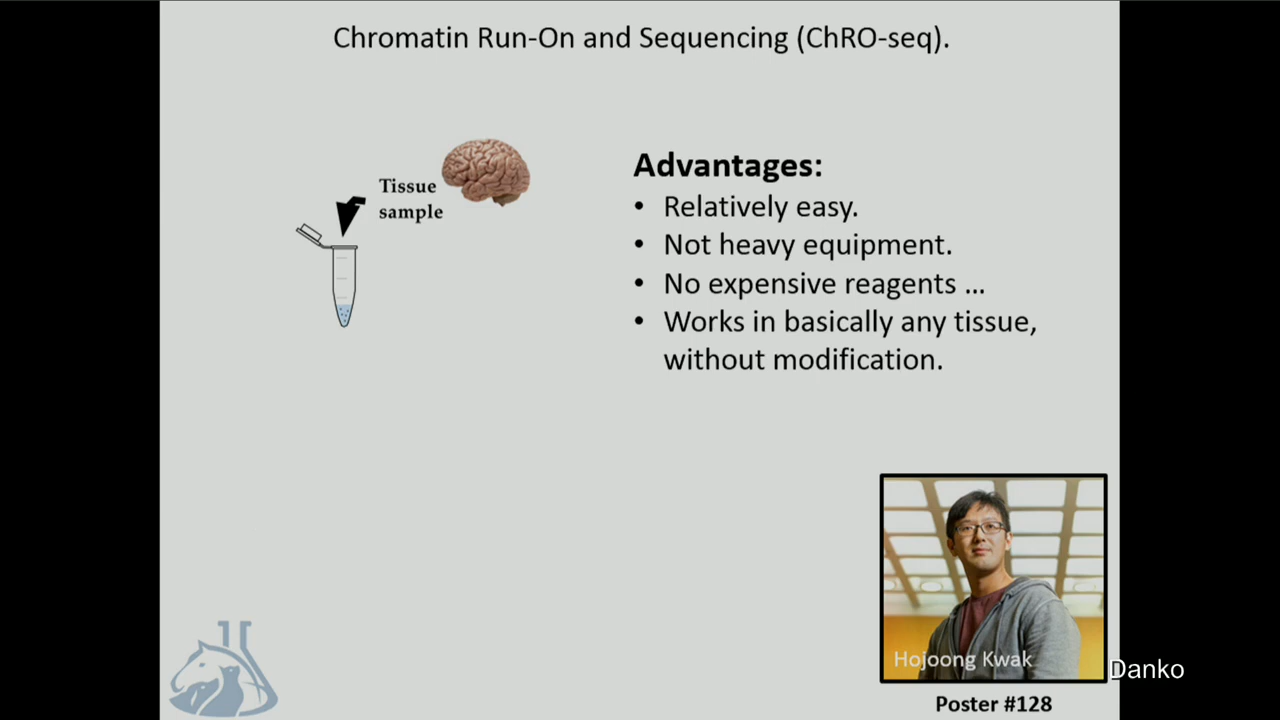 Chromatin Run-On and Sequencing (ChRO-seq).
Tissue
sample
Advantages:
• Relatively easy.
• Not heavy equipment.
• No expensive reagents ...
• Works in basically any tissue,
without modification.
Hojoong Kwak
Danko
Poster #128